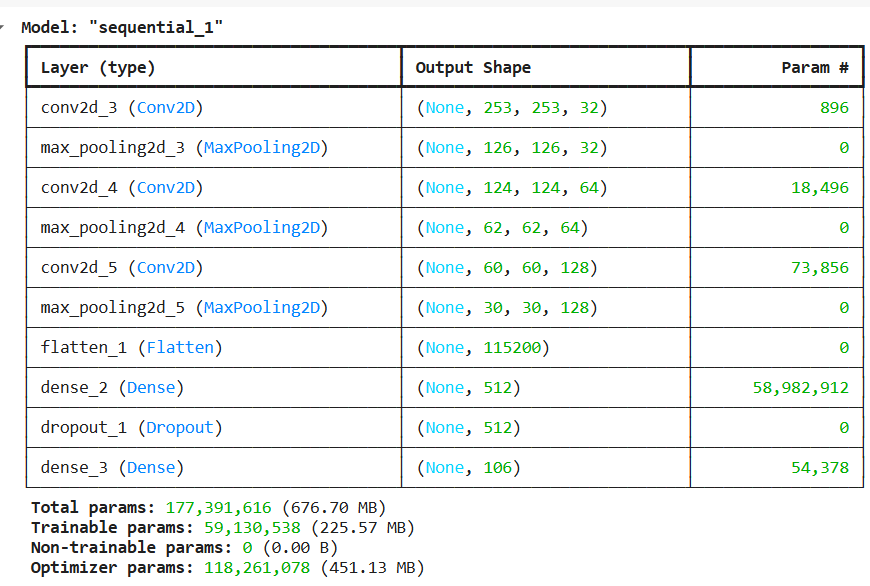 Model: "sequential_1"
Layer (type) Output Shape Param #
conv2d_3 (Conv2D) (None, 253, 253, 32) 896
max_pooling2d_3 (MaxPooling2D) (None, 126, 126, 32) 0
conv2d_4 (Conv2D) (None, 124, 124, 64) 18,496
max_pooling2d_4 (MaxPooling2D) (None, 62, 62, 64) 0
conv2d_5 (Conv2D) (None, 60, 60, 128) 73,856
max_pooling2d_5 (MaxPooling2D) (None, 30, 30, 128) 0
flatten_1 (Flatten) (None, 115200) 0
dense_2 (Dense) (None, 512) 58,982,912
dropout_1 (Dropout) (None, 512) 0
dense_3 (Dense) (None, 106) 54,378
Total params: 177,391,616 (676.70 MB)
Trainable params: 59,130,538 (225.57 MB)
Non-trainable params: 0 (0.00 B)
Optimizer params: 118,261,078 (451.13 MB)